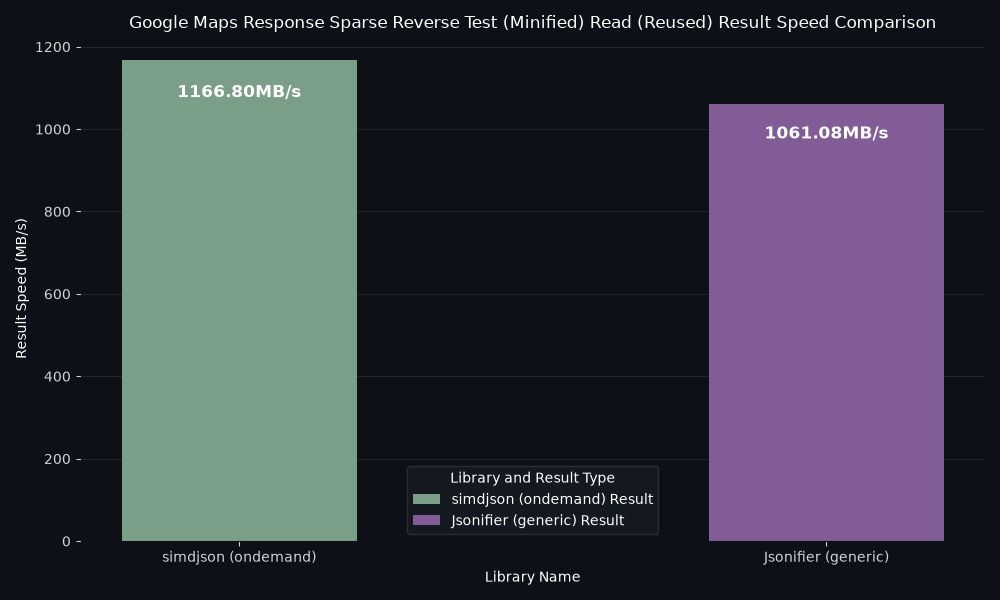 Google Maps Response Sparse Reverse Test (Minified) Read (Reused) Result Speed Comparison
1200
1000
800
600
400
200
0
Result Speed (MB/s)
1166.80MB/s
1061.08MB/s
Library and Result Type
simdjson (ondemand) Result
Jsonifier (generic) Result
simdjson (ondemand)
Jsonifier (generic)
Library Name